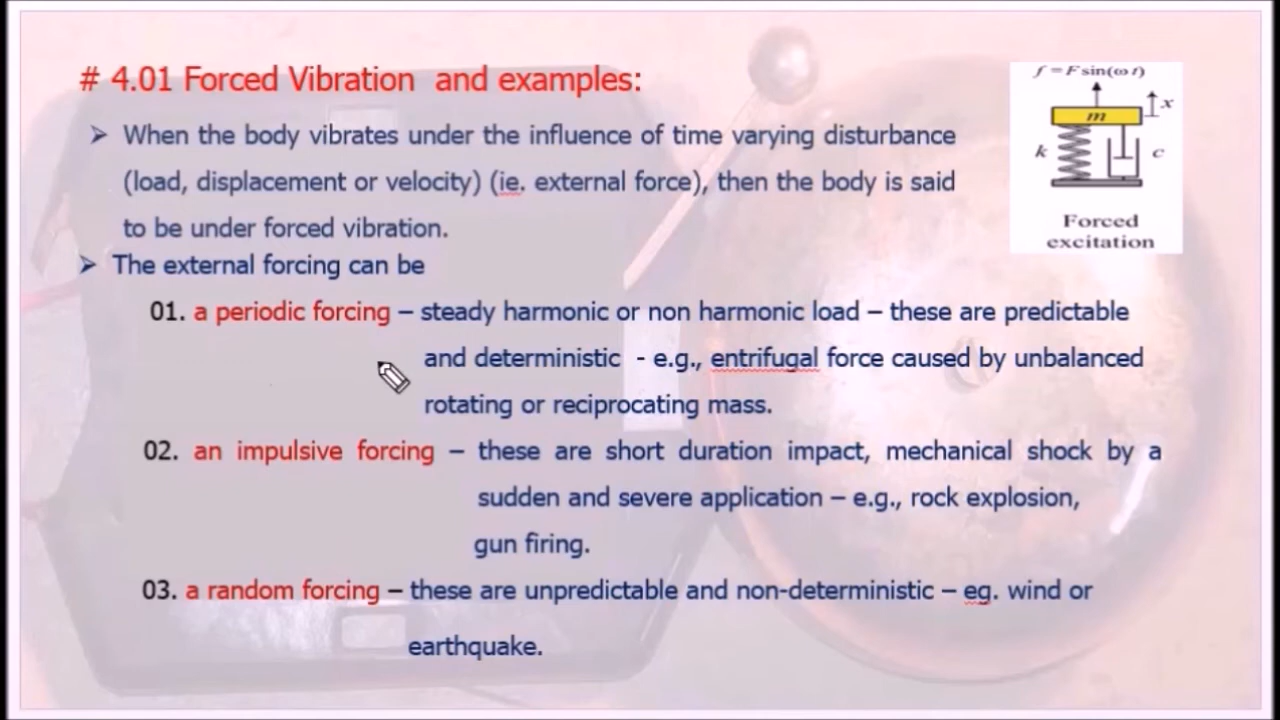 # 4.01 Forced Vibration and examples:
f = F sin(ω t)
x
m
k
c
Forced
excitation
➢ When the body vibrates under the influence of time varying disturbance
(load, displacement or velocity) (ie. external force), then the body is said
to be under forced vibration.
➢ The external forcing can be
01. a periodic forcing – steady harmonic or non harmonic load – these are predictable
and deterministic - e.g., entrifugal force caused by unbalanced
rotating or reciprocating mass.
02. an impulsive forcing – these are short duration impact, mechanical shock by a
sudden and severe application – e.g., rock explosion,
gun firing.
03. a random forcing – these are unpredictable and non-deterministic – eg. wind or
earthquake.